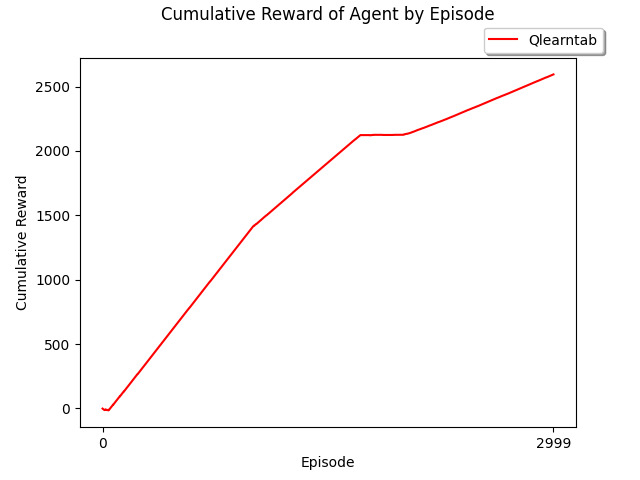 Cumulative Reward of Agent by Episode
Qlearntab
2500
2000
1500
1000
500
0
Cumulative Reward
0
2999
Episode